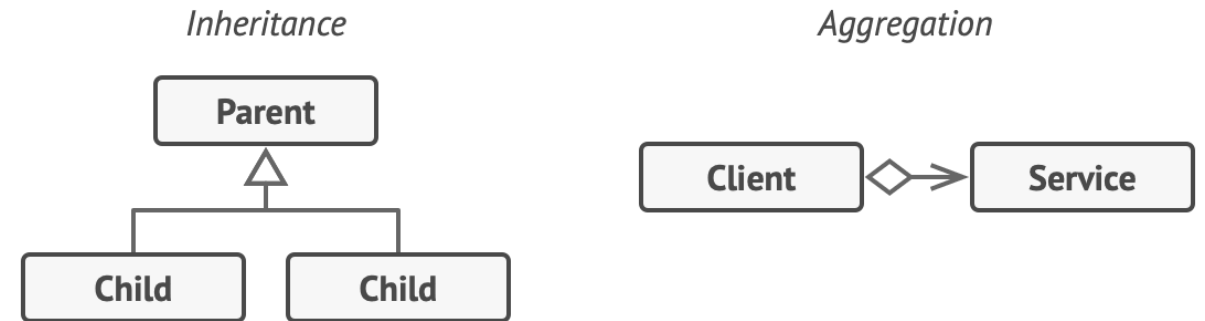 Inheritance
Aggregation
Parent
Client
Service
Child
Child